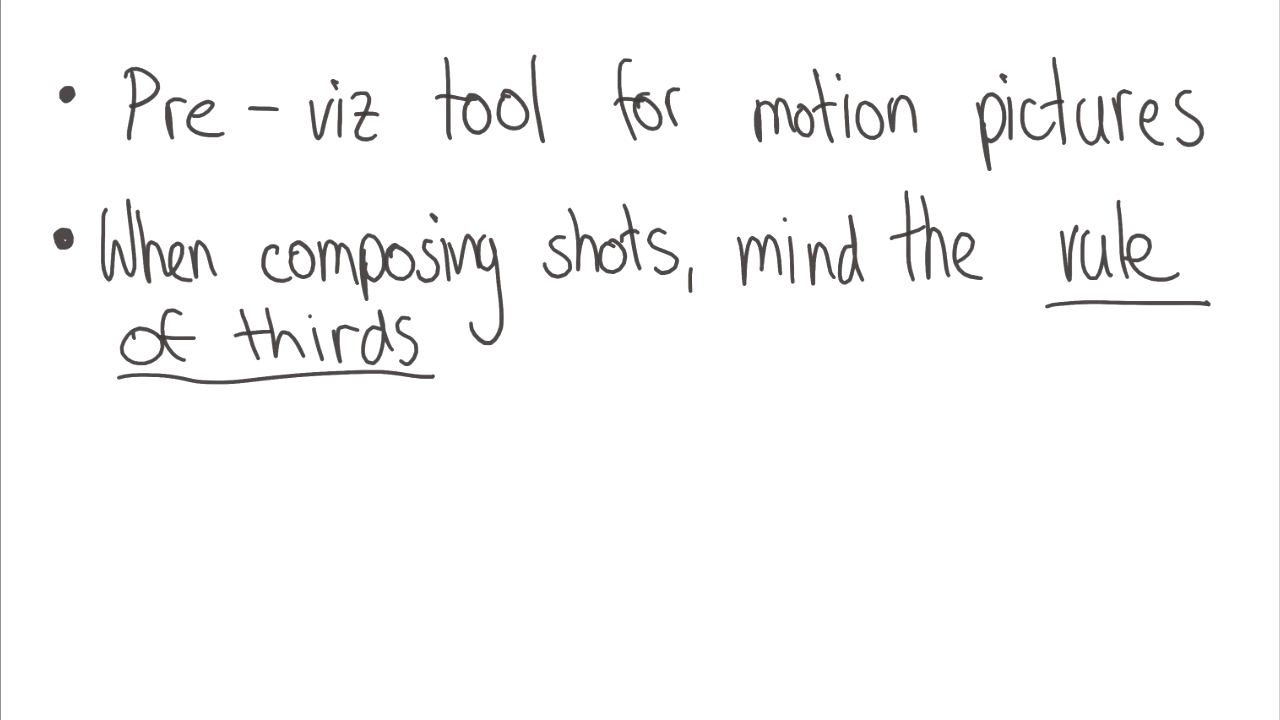 • Pre-viz tool for motion pictures
• When composing shots, mind the rule
of thirds